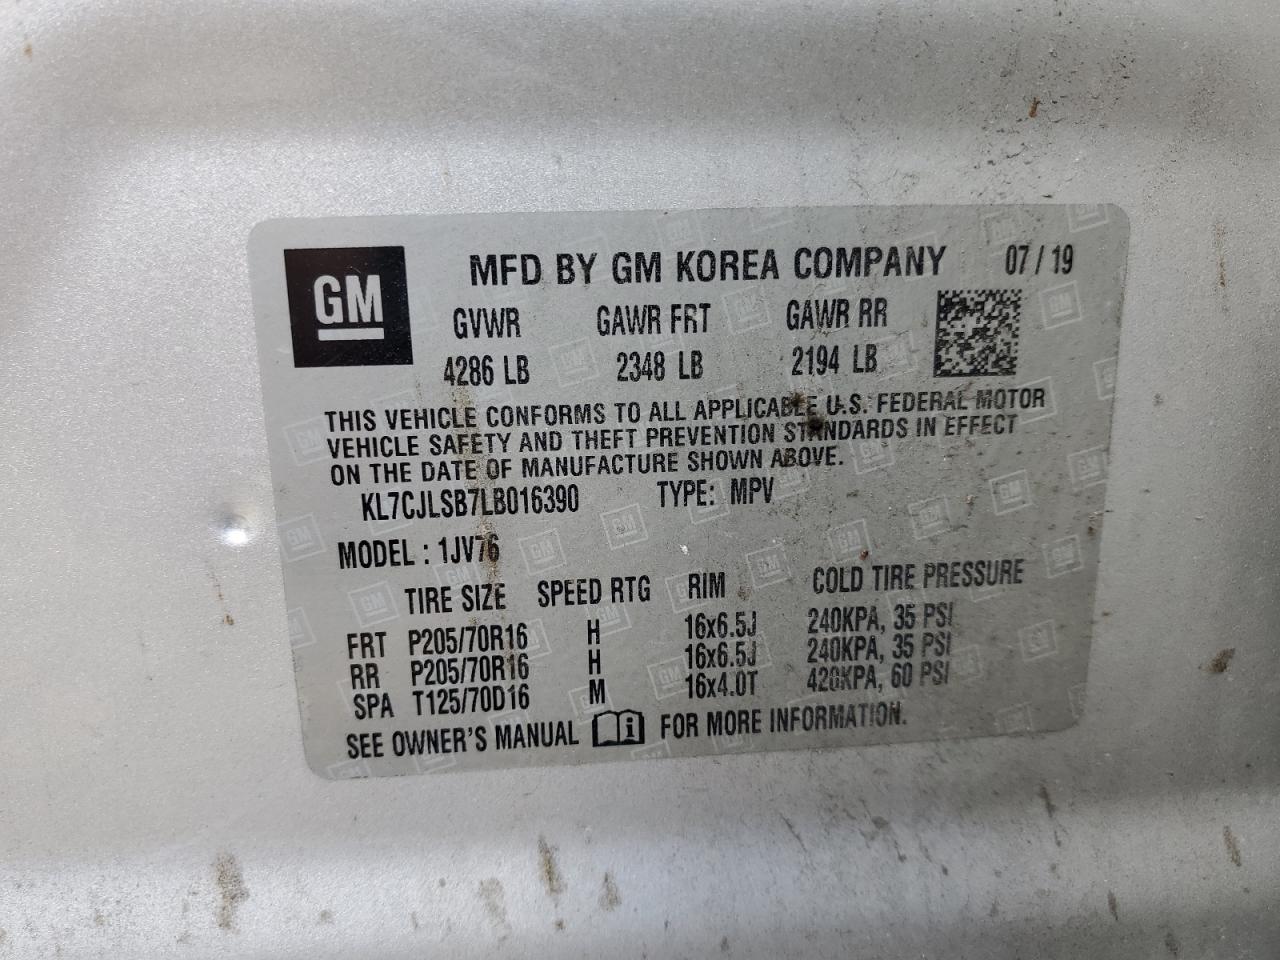 GM
MFD BY GM KOREA COMPANY 07/19
GVWR GAWR FRT GAWR RR
4286 LB 2348 LB 2194 LB
THIS VEHICLE CONFORMS TO ALL APPLICABLE U.S. FEDERAL MOTOR
VEHICLE SAFETY AND THEFT PREVENTION STANDARDS IN EFFECT
ON THE DATE OF MANUFACTURE SHOWN ABOVE.
KL7CJLSB7LB016390 TYPE: MPV
MODEL : 1JV76
TIRE SIZE SPEED RTG RIM COLD TIRE PRESSURE
FRT P205/70R16 H 16x6.5J 240KPA, 35 PSI
RR P205/70R16 H 16x6.5J 240KPA, 35 PSI
SPA T125/70D16 M 16x4.0T 420KPA, 60 PSI
SEE OWNER'S MANUAL FOR MORE INFORMATION.